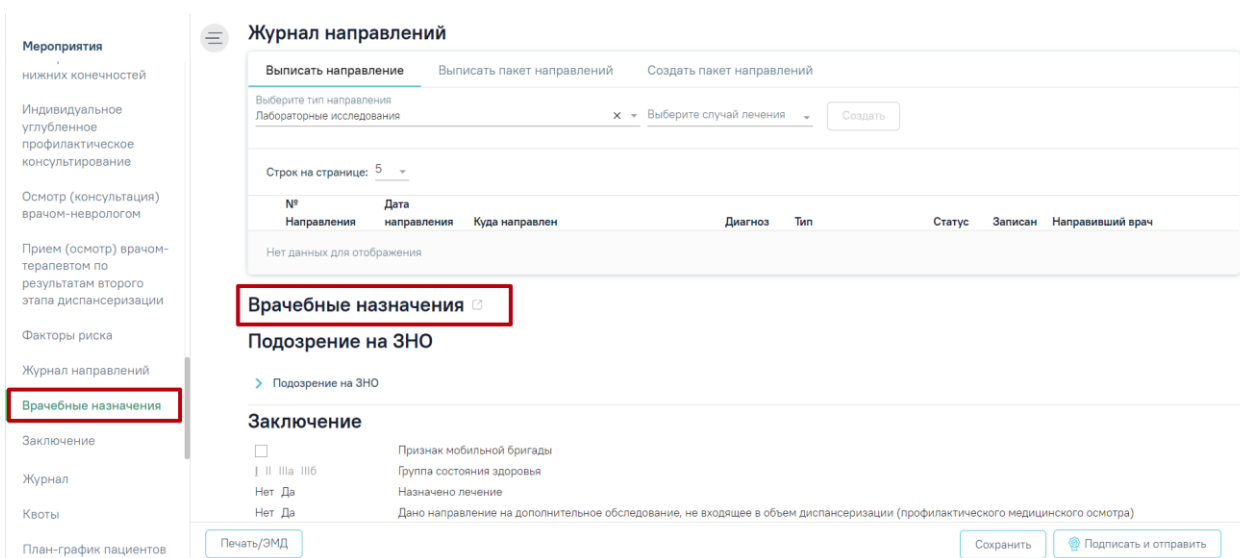 Мероприятия
нижних конечностей
Индивидуальное
углубленное
профилактическое
консультирование
Осмотр (консультация)
врачом-неврологом
Прием (осмотр) врачом-
терапевтом по
результатам второго
этапа диспансеризации
Факторы риска
Журнал направлений
Врачебные назначения
Заключение
Журнал
Квоты
План-график пациентов
Журнал направлений
Выписать направление Выписать пакет направлений Создать пакет направлений
Выберите тип направления
Лабораторные исследования Выберите случай лечения Создать
Строк на странице: 5
№ Дата
Направления направления Куда направлен Диагноз Тип Статус Записан Направивший врач
Нет данных для отображения
Врачебные назначения
Подозрение на ЗНО
Подозрение на ЗНО
Заключение
Признак мобильной бригады
I II IIIа IIIб Группа состояния здоровья
Нет Да Назначено лечение
Нет Да Дано направление на дополнительное обследование, не входящее в объем диспансеризации (профилактического медицинского осмотра)
Печать/ЭМД Сохранить Подписать и отправить